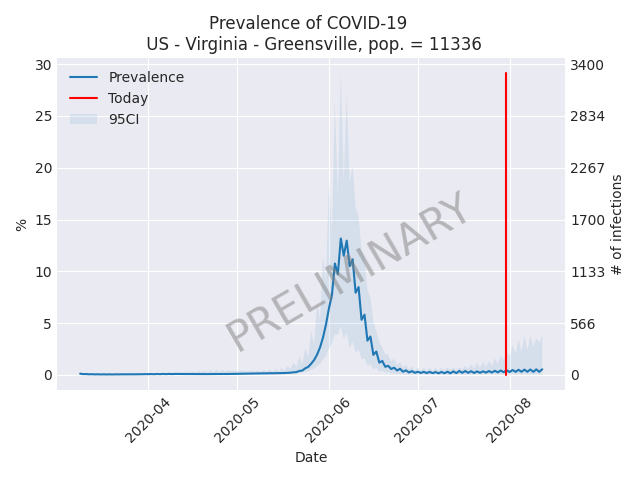 Prevalence of COVID-19
US - Virginia - Greensville, pop. = 11336
Prevalence
Today
95CI
30
25
20
15
10
5
0
%
3400
2834
2267
1700
1133
566
0
# of infections
PRELIMINARY
2020-04
2020-05
2020-06
2020-07
2020-08
Date